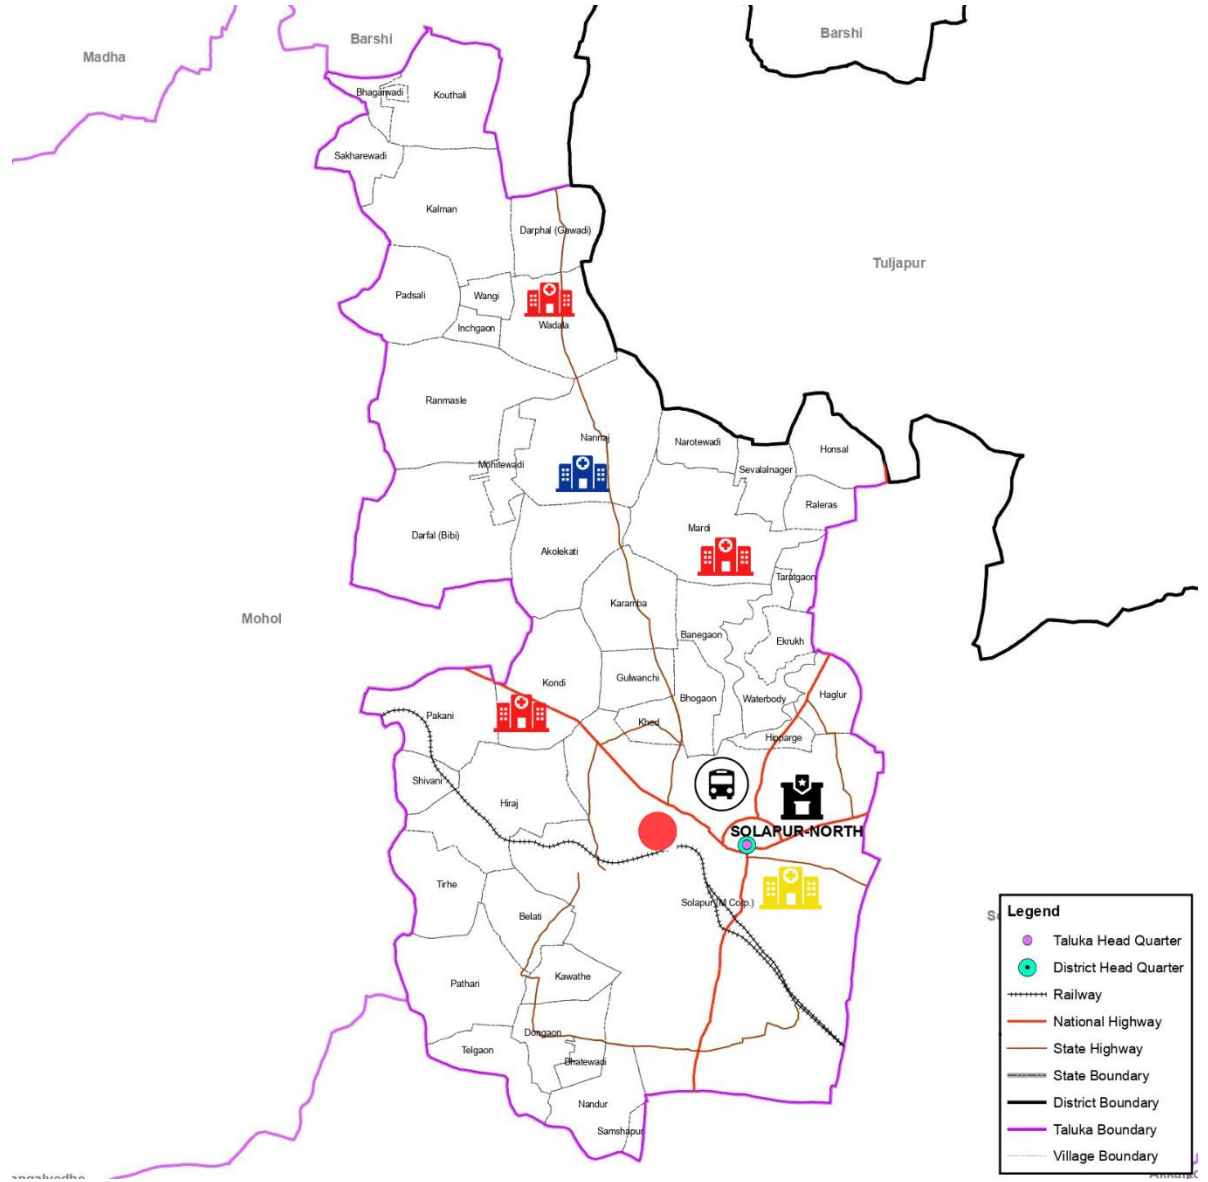 Barshi
Barshi
Madha
Bhagaiwadi
Kouthali
Sakharewadi
Kalman
Darphal (Gawadi)
Tuljapur
Padsali
Wangi
Inchgaon
Wadala
Ranmasle
Nannaj
Narotewadi
Honsal
Mohitewadi
Sevalalnager
Raleras
Mardi
Darfal (Bibi)
Akolekati
Taratgaon
Karamba
Mohol
Banegaon
Ekrukh
Gulwanchi
Kondi
Bhogaon
Waterbody
Haglur
Pakani
Khed
Hipparge
Shivani
Hiraj
SOLAPUR-NORTH
Tirhe
Solapur (M Corp.)
Belati
Kawathe
Pathari
Dongaon
Telgaon
Bhatewadi
Nandur
Samshapur
Legend
Taluka Head Quarter
District Head Quarter
Railway
National Highway
State Highway
State Boundary
District Boundary
Taluka Boundary
Village Boundary